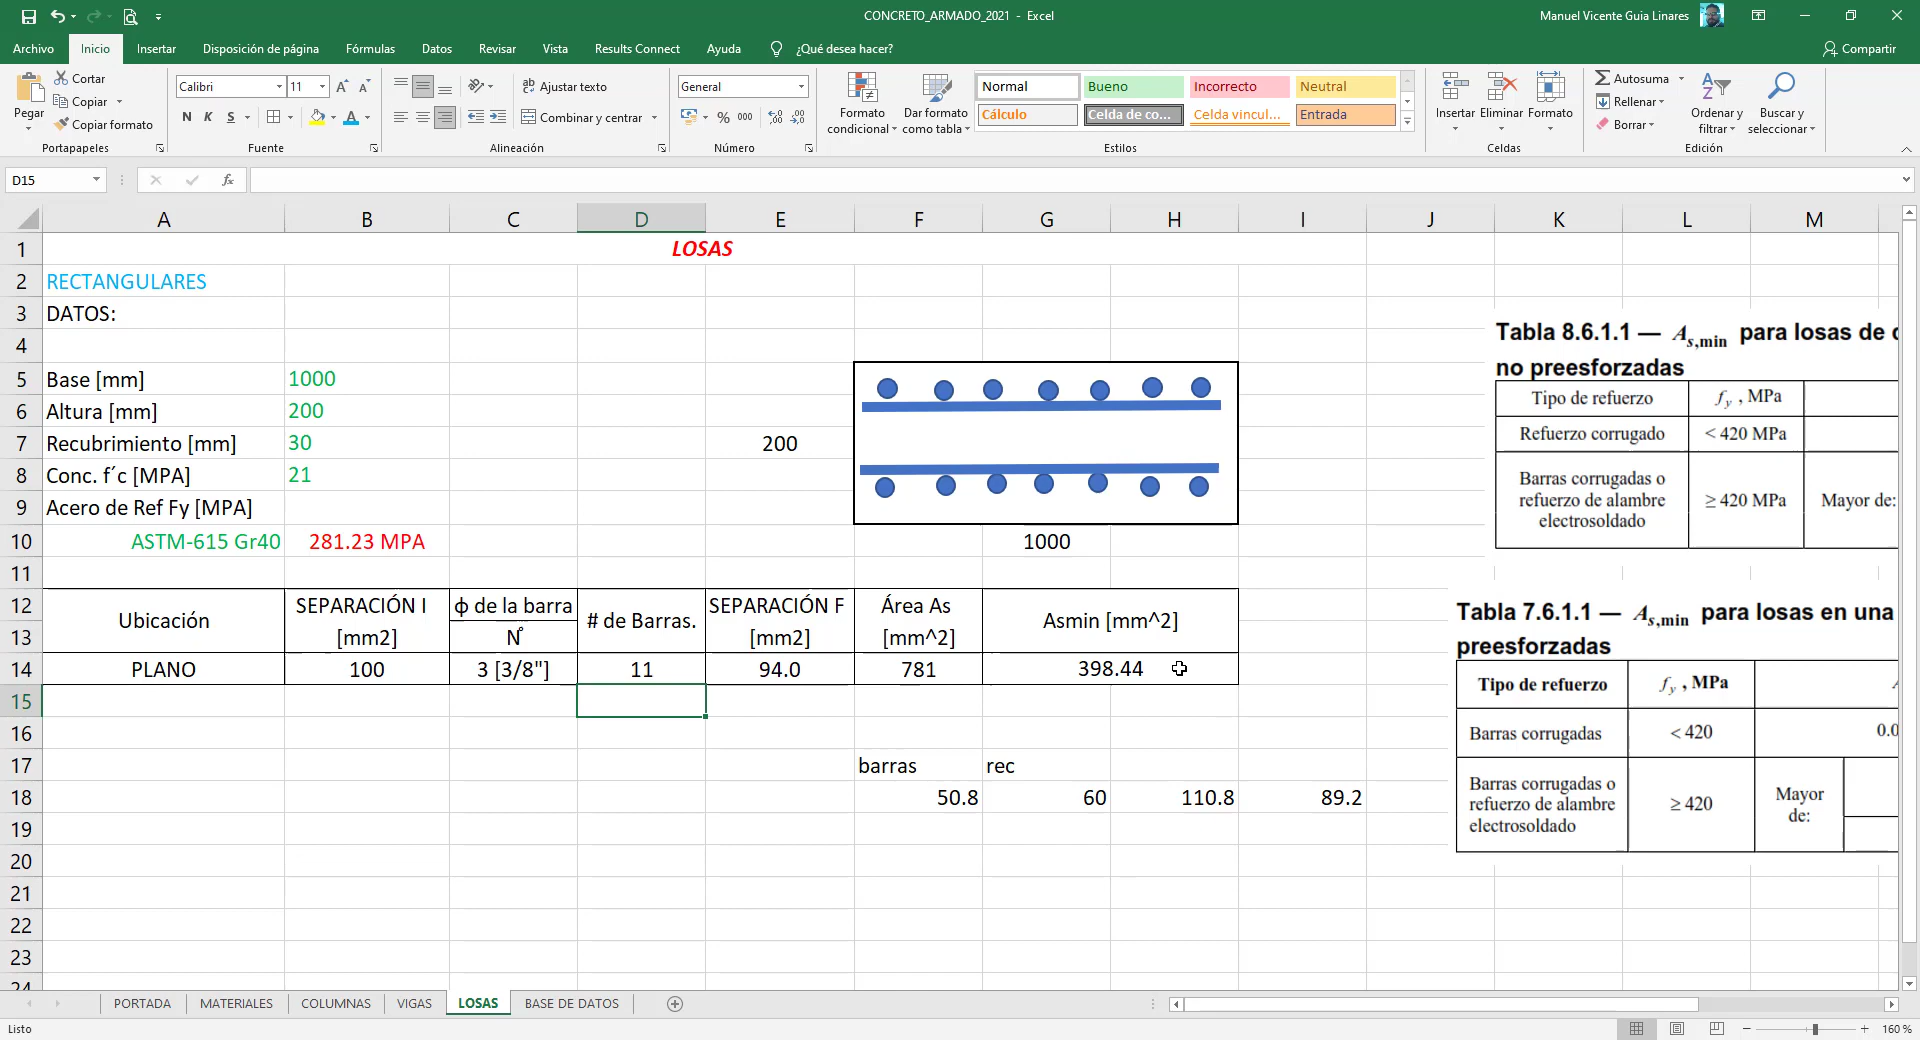 CONCRETO_ARMADO_2021 - Excel
Manuel Vicente Guia Linares
Archivo
Inicio
Insertar
Disposición de página
Fórmulas
Datos
Revisar
Vista
Results Connect
Ayuda
¿Qué desea hacer?
Compartir
Pegar
Cortar
Copiar
Copiar formato
Portapapeles
Calibri
11
N K S
Fuente
Ajustar texto
Combinar y centrar
Alineación
General
% 000
Número
Formato condicional
Dar formato como tabla
Normal
Bueno
Incorrecto
Neutral
Cálculo
Celda de co...
Celda vincul...
Entrada
Estilos
Insertar
Eliminar
Formato
Celdas
Autosuma
Rellenar
Borrar
Ordenar y filtrar
Buscar y seleccionar
Edición
D15
fx
A B C D E F G H I J K L M
1 LOSAS
2 RECTANGULARES
3 DATOS:
4
5 Base [mm] 1000
6 Altura [mm] 200
7 Recubrimiento [mm] 30 200
8 Conc. f´c [MPA] 21
9 Acero de Ref Fy [MPA]
10 ASTM-615 Gr40 281.23 MPA 1000
11
12 Ubicación SEPARACIÓN I ф de la barra # de Barras. SEPARACIÓN F Área As Asmin [mm^2]
13 [mm2] N° [mm2] [mm^2]
14 PLANO 100 3 [3/8"] 11 94.0 781 398.44
15
16
17 barras rec
18 50.8 60 110.8 89.2
19
20
21
22
23
24
Tabla 8.6.1.1 — As,min para losas de
no preesforzadas
Tipo de refuerzo fy , MPa
Refuerzo corrugado < 420 MPa
Barras corrugadas o
refuerzo de alambre ≥ 420 MPa Mayor de:
electrosoldado
Tabla 7.6.1.1 — As,min para losas en una
preesforzadas
Tipo de refuerzo fy , MPa
Barras corrugadas < 420 0.0
Barras corrugadas o
refuerzo de alambre ≥ 420 Mayor de:
electrosoldado
PORTADA
MATERIALES
COLUMNAS
VIGAS
LOSAS
BASE DE DATOS
Listo
160 %